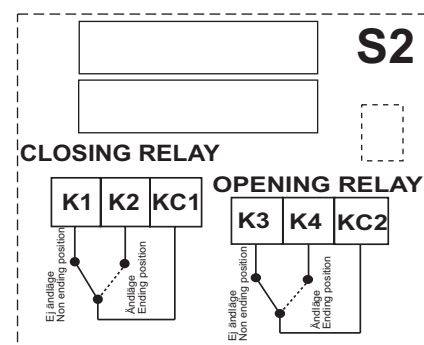 S2
CLOSING RELAY
K1 K2 KC1
Ej ändläge
Non ending position
Ändläge
Ending position
OPENING RELAY
K3 K4 KC2
Ej ändläge
Non ending position
Ändläge
Ending position